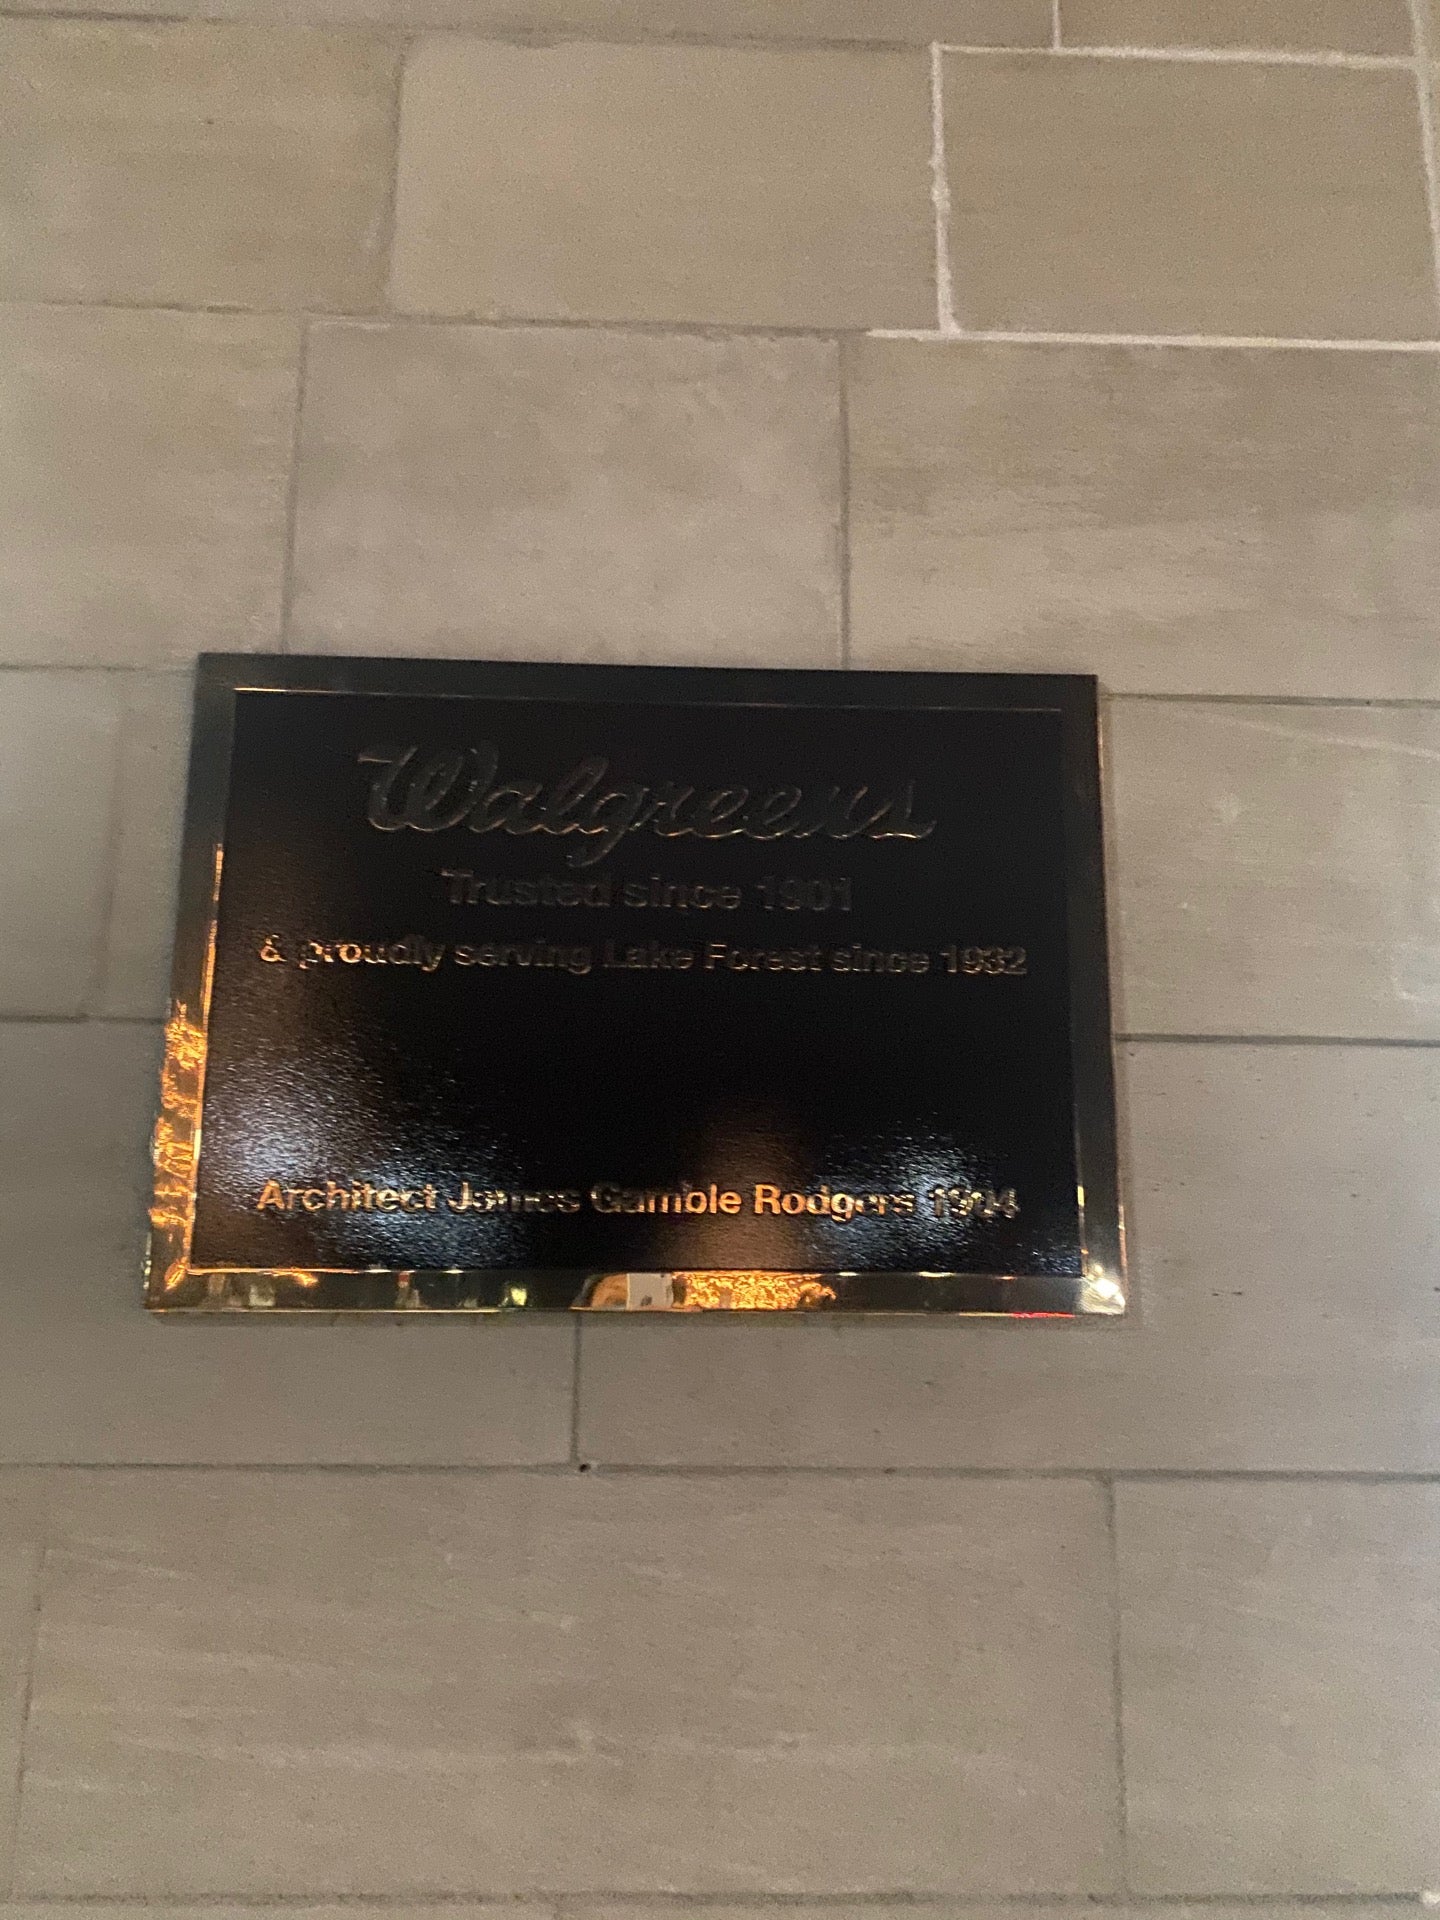 Walgreens
Trusted since 1901
& proudly serving Lake Forest since 1932
Architect James Gamble Rodgers 1904